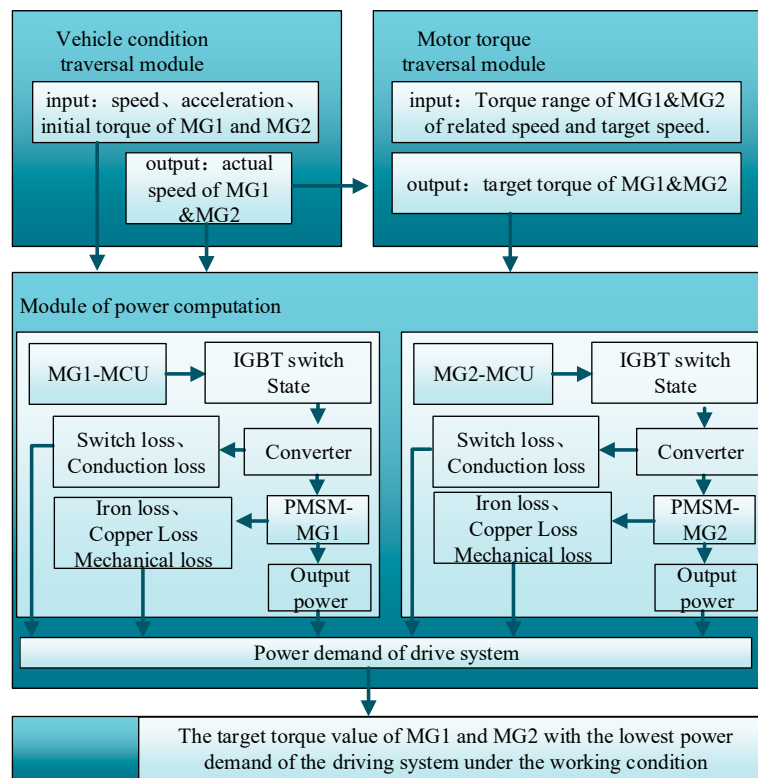 Vehicle condition
traversal module
input：speed、acceleration、
initial torque of MG1 and MG2
output：actual
speed of MG1
&MG2
Motor torque
traversal module
input：Torque range of MG1&MG2
of related speed and target speed.
output：target torque of MG1&MG2
Module of power computation
MG1-MCU
IGBT switch
State
Switch loss、
Conduction loss
Converter
Iron loss、
Copper Loss
Mechanical loss
PMSM-
MG1
Output
power
MG2-MCU
IGBT switch
State
Switch loss、
Conduction loss
Converter
Iron loss、
Copper Loss
Mechanical loss
PMSM-
MG2
Output
power
Power demand of drive system
The target torque value of MG1 and MG2 with the lowest power
demand of the driving system under the working condition